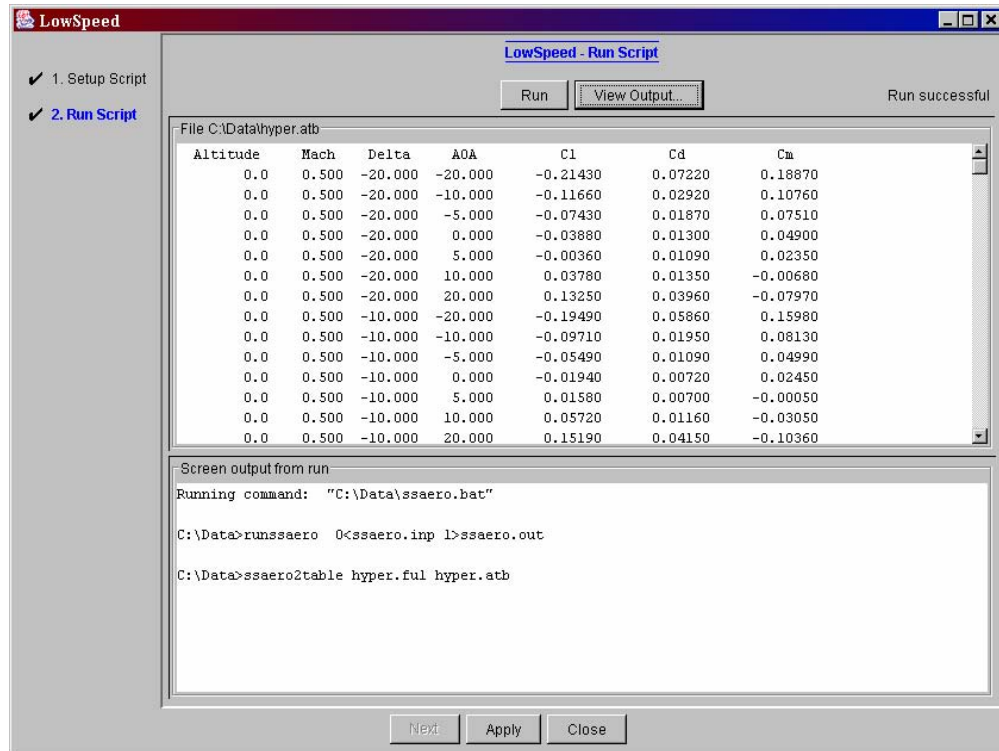 LowSpeed
1. Setup Script
2. Run Script
LowSpeed - Run Script
Run View Output... Run successful
File C:\Data\hyper.atb
Altitude Mach Delta AOA Cl Cd Cm
0.0 0.500 -20.000 -20.000 -0.21430 0.07220 0.18870
0.0 0.500 -20.000 -10.000 -0.11660 0.02920 0.10760
0.0 0.500 -20.000 -5.000 -0.07430 0.01870 0.07510
0.0 0.500 -20.000 0.000 -0.03880 0.01300 0.04900
0.0 0.500 -20.000 5.000 -0.00360 0.01090 0.02350
0.0 0.500 -20.000 10.000 0.03780 0.01350 -0.00680
0.0 0.500 -20.000 20.000 0.13250 0.03960 -0.07970
0.0 0.500 -10.000 -20.000 -0.19490 0.05860 0.15980
0.0 0.500 -10.000 -10.000 -0.09710 0.01950 0.08130
0.0 0.500 -10.000 -5.000 -0.05490 0.01090 0.04990
0.0 0.500 -10.000 0.000 -0.01940 0.00720 0.02450
0.0 0.500 -10.000 5.000 0.01580 0.00700 -0.00050
0.0 0.500 -10.000 10.000 0.05720 0.01160 -0.03050
0.0 0.500 -10.000 20.000 0.15190 0.04150 -0.10360
Screen output from run
Running command: "C:\Data\ssaero.bat"
C:\Data>runssaero 0<ssaero.inp 1>ssaero.out
C:\Data>ssaero2table hyper.ful hyper.atb
Next Apply Close